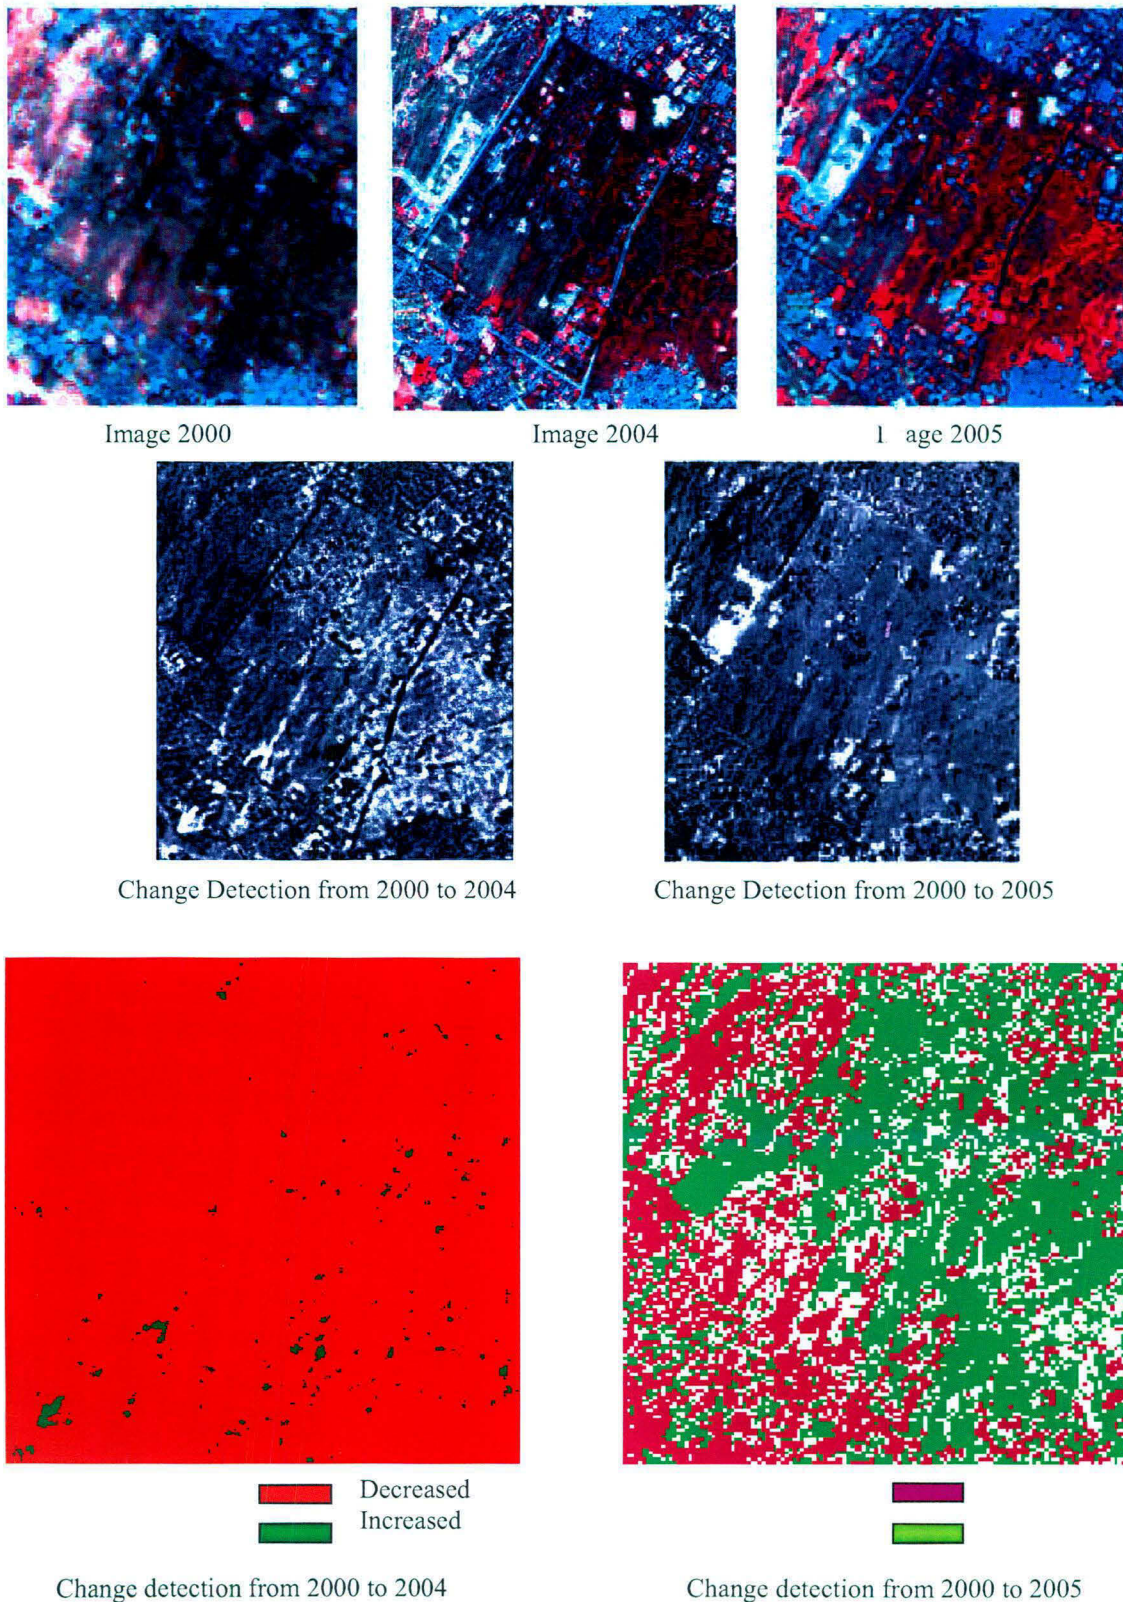 Image 2000
Image 2004
I age 2005
Change Detection from 2000 to 2004
Change Detection from 2000 to 2005
Decreased
Increased
Change detection from 2000 to 2004
Change detection from 2000 to 2005